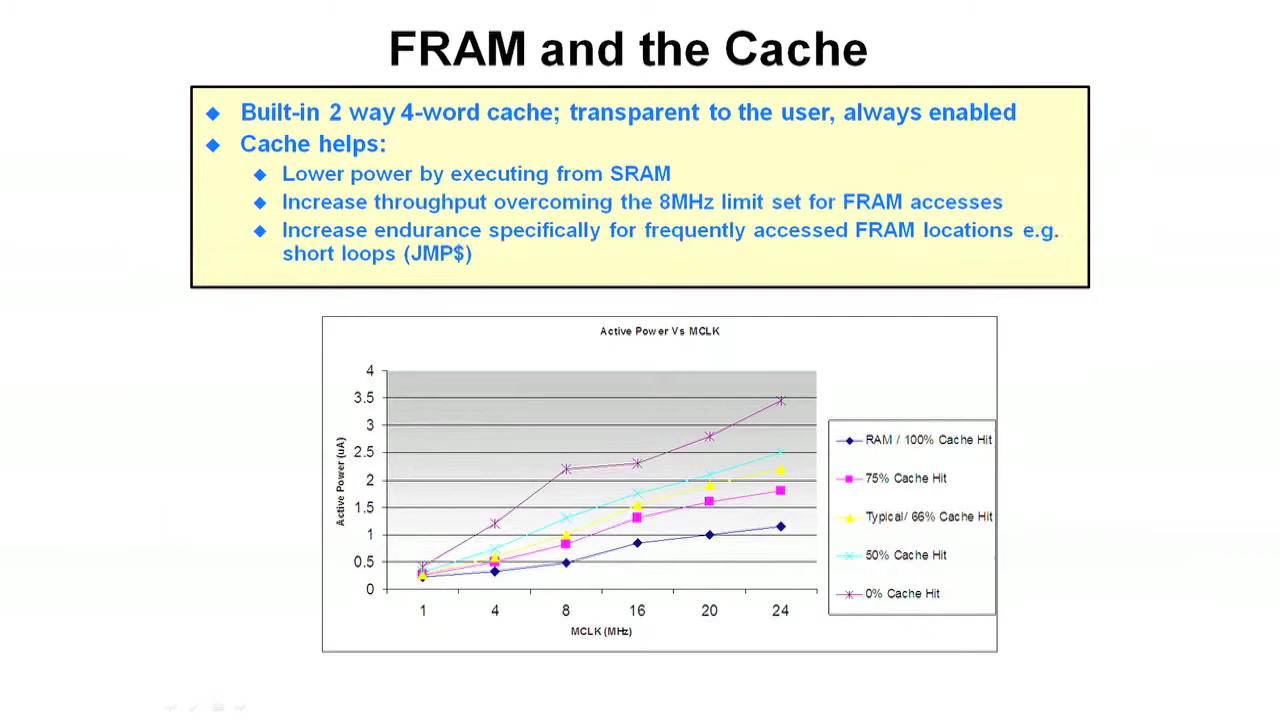 FRAM and the Cache
Built-in 2 way 4-word cache; transparent to the user, always enabled
Cache helps:
Lower power by executing from SRAM
Increase throughput overcoming the 8MHz limit set for FRAM accesses
Increase endurance specifically for frequently accessed FRAM locations e.g.
short loops (JMP$)
Active Power Vs MCLK
4
3.5
3
2.5
2
1.5
1
0.5
0
Active Power (uA)
1 4 8 16 20 24
MCLK (MHz)
RAM / 100% Cache Hit
75% Cache Hit
Typical/ 66% Cache Hit
50% Cache Hit
0% Cache Hit